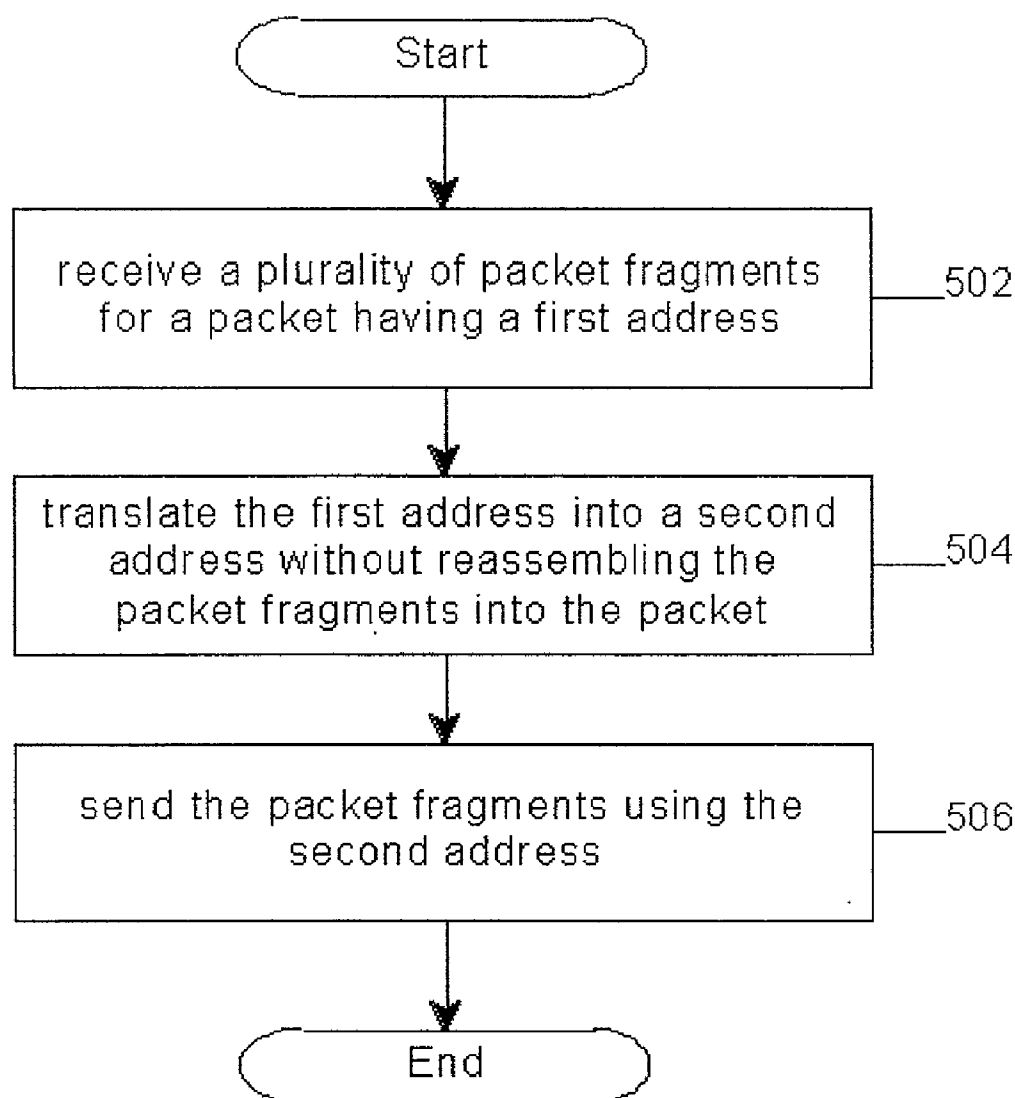 Start
receive a plurality of packet fragments
for a packet having a first address
502
translate the first address into a second
address without reassembling the
packet fragments into the packet
504
send the packet fragments using the
second address
506
End